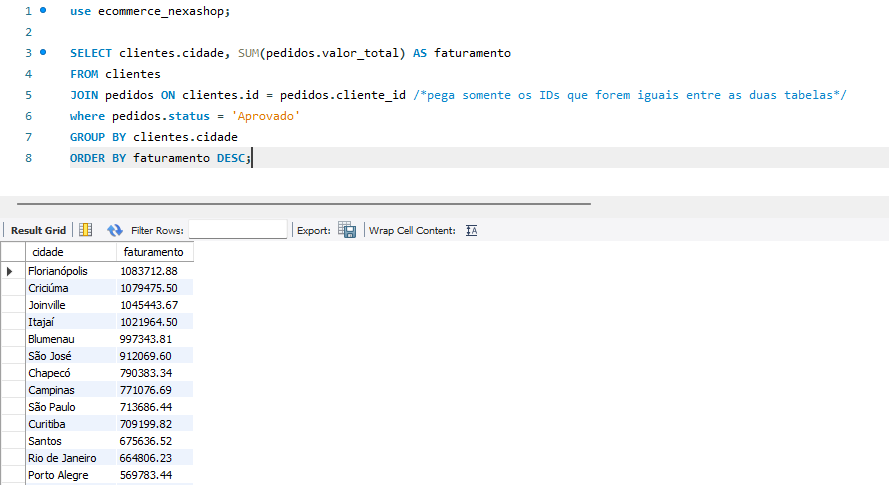 1 use ecommerce_nexashop;
2
3 SELECT clientes.cidade, SUM(pedidos.valor_total) AS faturamento
4 FROM clientes
5 JOIN pedidos ON clientes.id = pedidos.cliente_id /*pega somente os IDs que forem iguais entre as duas tabelas*/
6 where pedidos.status = 'Aprovado'
7 GROUP BY clientes.cidade
8 ORDER BY faturamento DESC;
Result Grid Filter Rows: Export: Wrap Cell Content:
cidade faturamento
Florianópolis 1083712.88
Criciúma 1079475.50
Joinville 1045443.67
Itajaí 1021964.50
Blumenau 997343.81
São José 912069.60
Chapecó 790383.34
Campinas 771076.69
São Paulo 713686.44
Curitiba 709199.82
Santos 675636.52
Rio de Janeiro 664806.23
Porto Alegre 569783.44